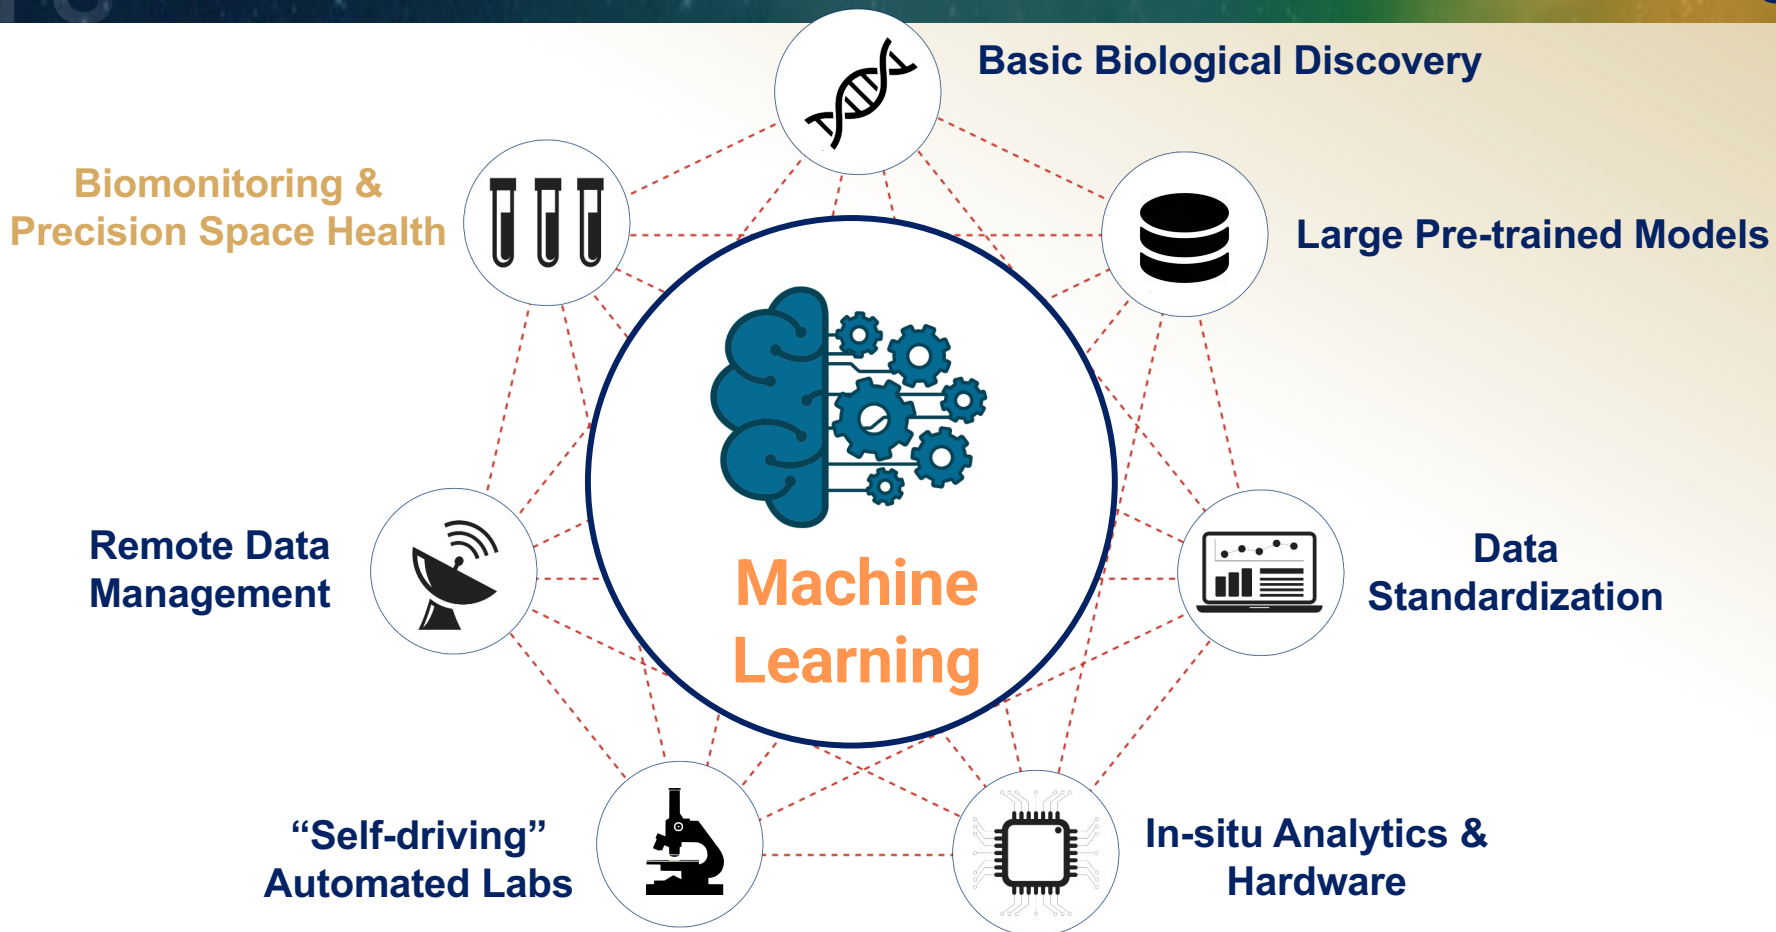 Basic Biological Discovery
Biomonitoring &
Precision Space Health
Large Pre-trained Models
Machine
Learning
Remote Data
Management
Data
Standardization
“Self-driving”
Automated Labs
In-situ Analytics &
Hardware